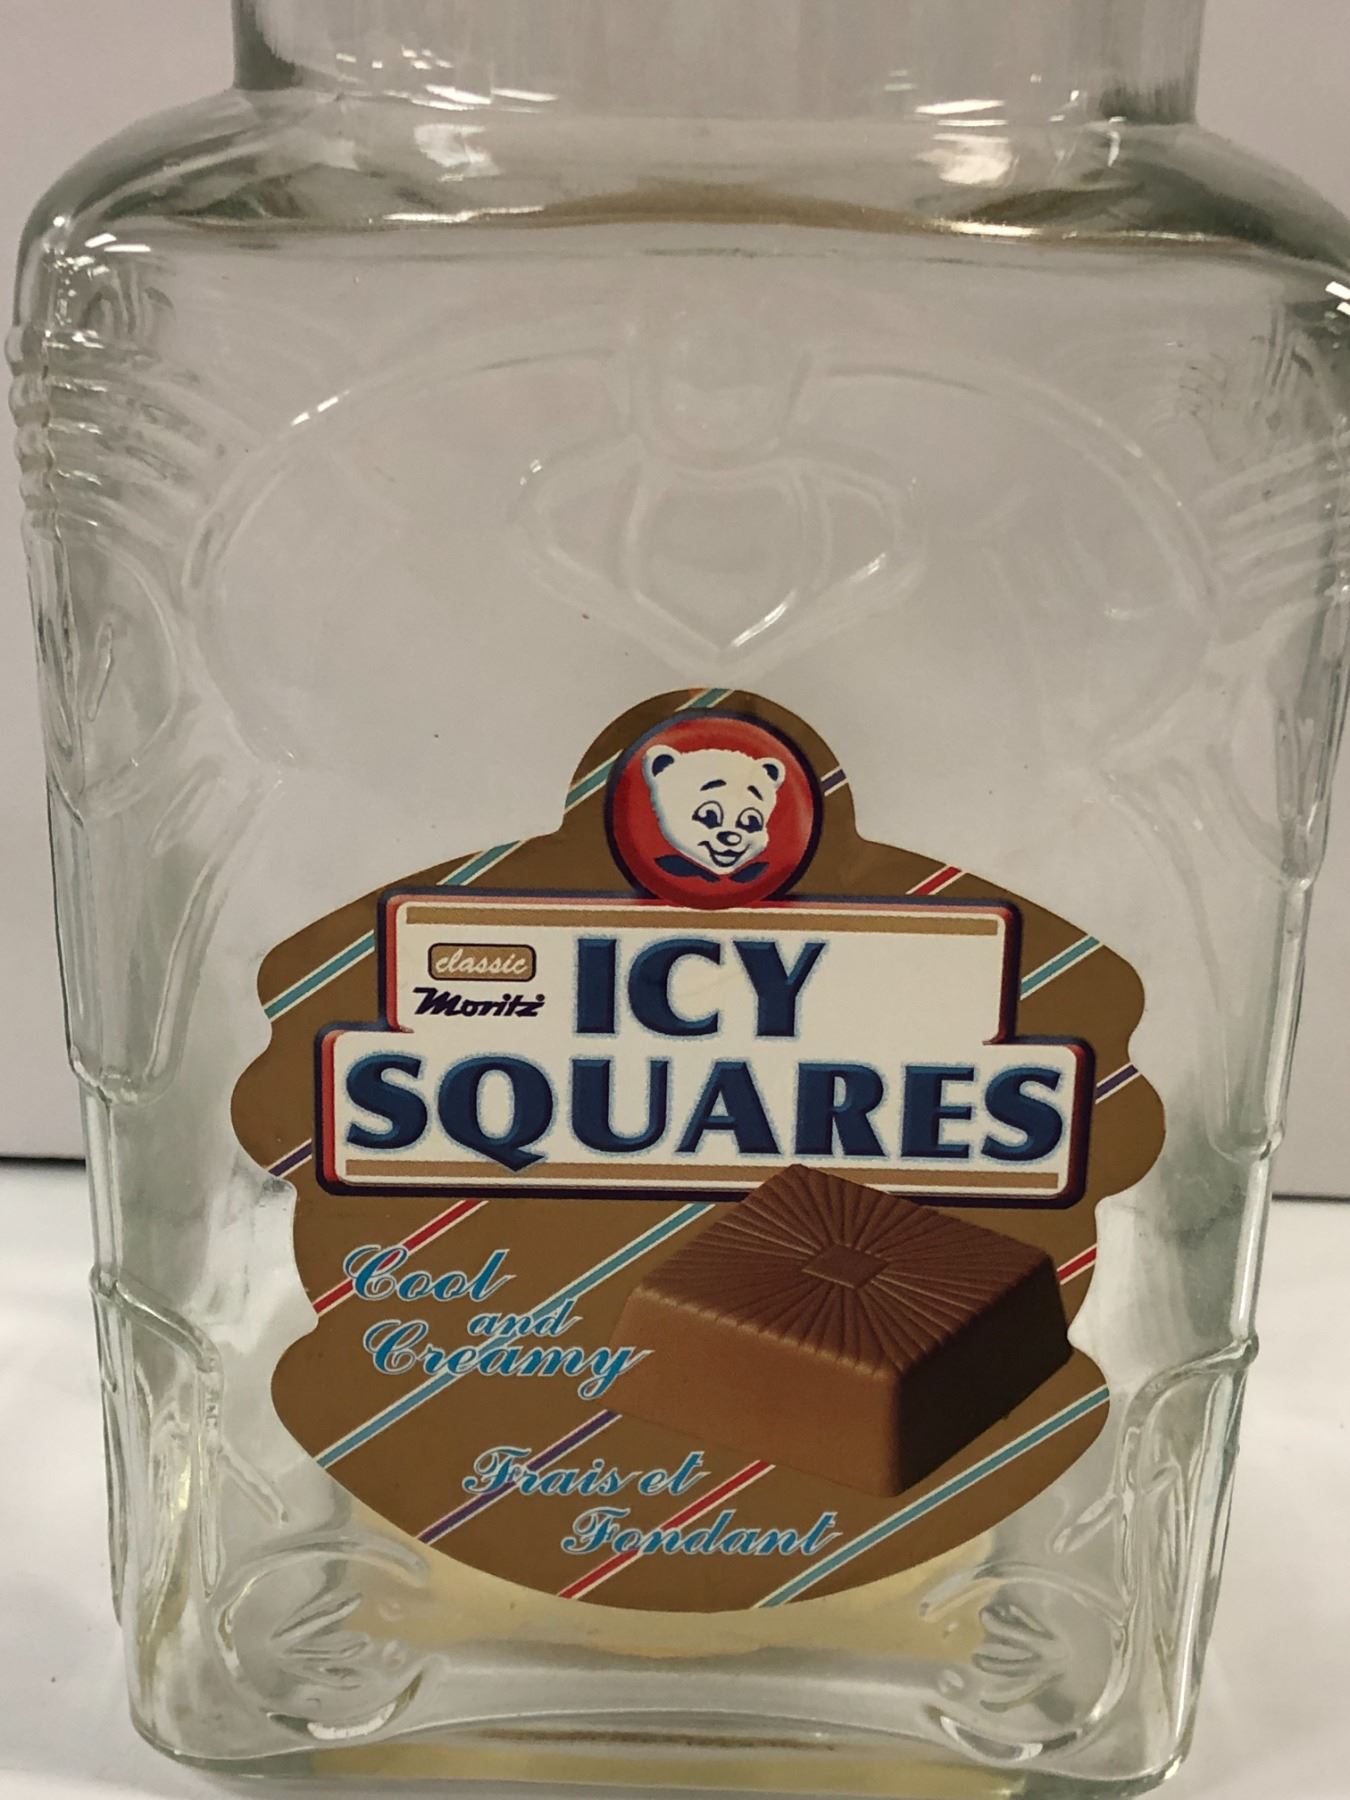 classic
Moritz
ICY
SQUARES
Cool
and
Creamy
Frais et
Fondant